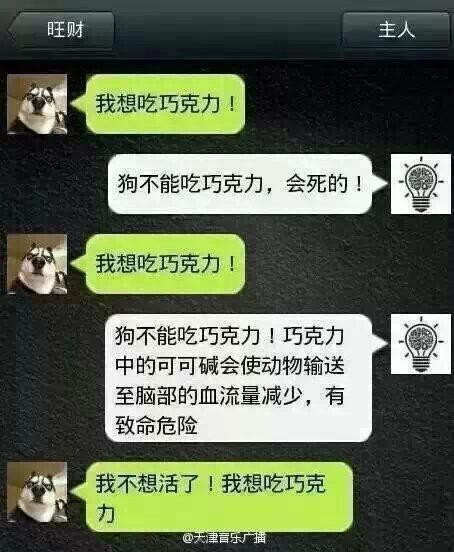 旺财
主人
我想吃巧克力！
狗不能吃巧克力，会死的！
我想吃巧克力！
狗不能吃巧克力！巧克力
中的可可碱会使动物输送
至脑部的血流量减少，有
致命危险
我不想活了！我想吃巧克
力
@天津音乐广播